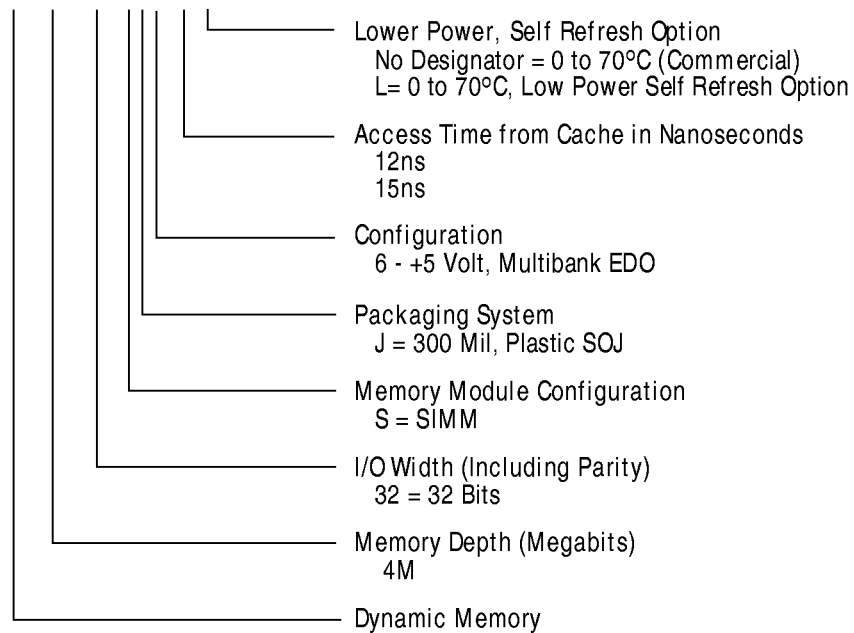 Lower Power, Self Refresh Option
No Designator = 0 to 70ºC (Commercial)
L= 0 to 70ºC, Low Power Self Refresh Option
Access Time from Cache in Nanoseconds
12ns
15ns
Configuration
6 - +5 Volt, Multibank EDO
Packaging System
J = 300 Mil, Plastic SOJ
Memory Module Configuration
S = SIMM
I/O Width (Including Parity)
32 = 32 Bits
Memory Depth (Megabits)
4M
Dynamic Memory